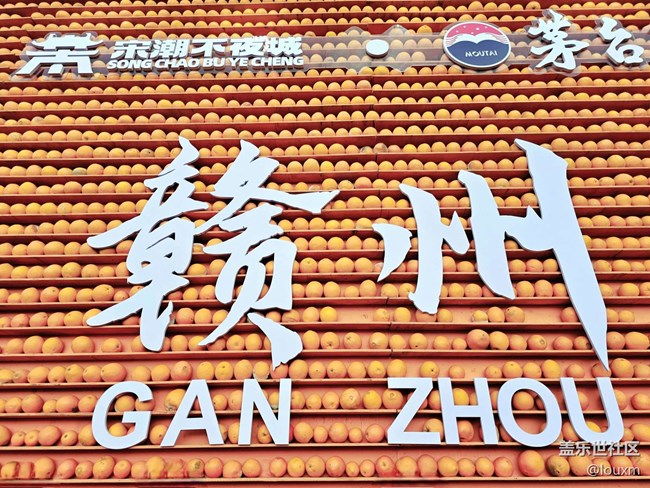 宋潮不夜城
SONG CHAO BU YE CHENG
MOUTAI
茅台
赣州
GAN ZHOU
盖乐世社区
@louxm